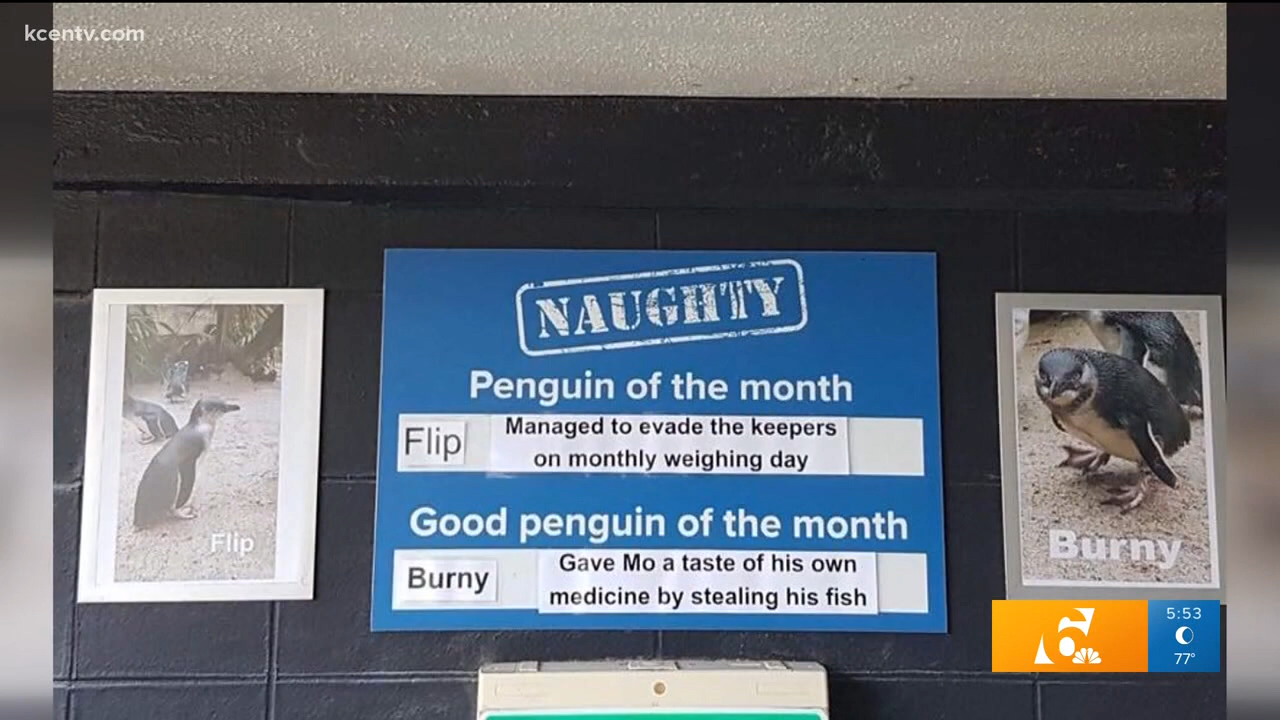 kcentv.com
NAUGHTY
Penguin of the month
Flip
Managed to evade the keepers
on monthly weighing day
Good penguin of the month
Burny
Gave Mo a taste of his own
medicine by stealing his fish
Flip
Burny
6
5:53
77°